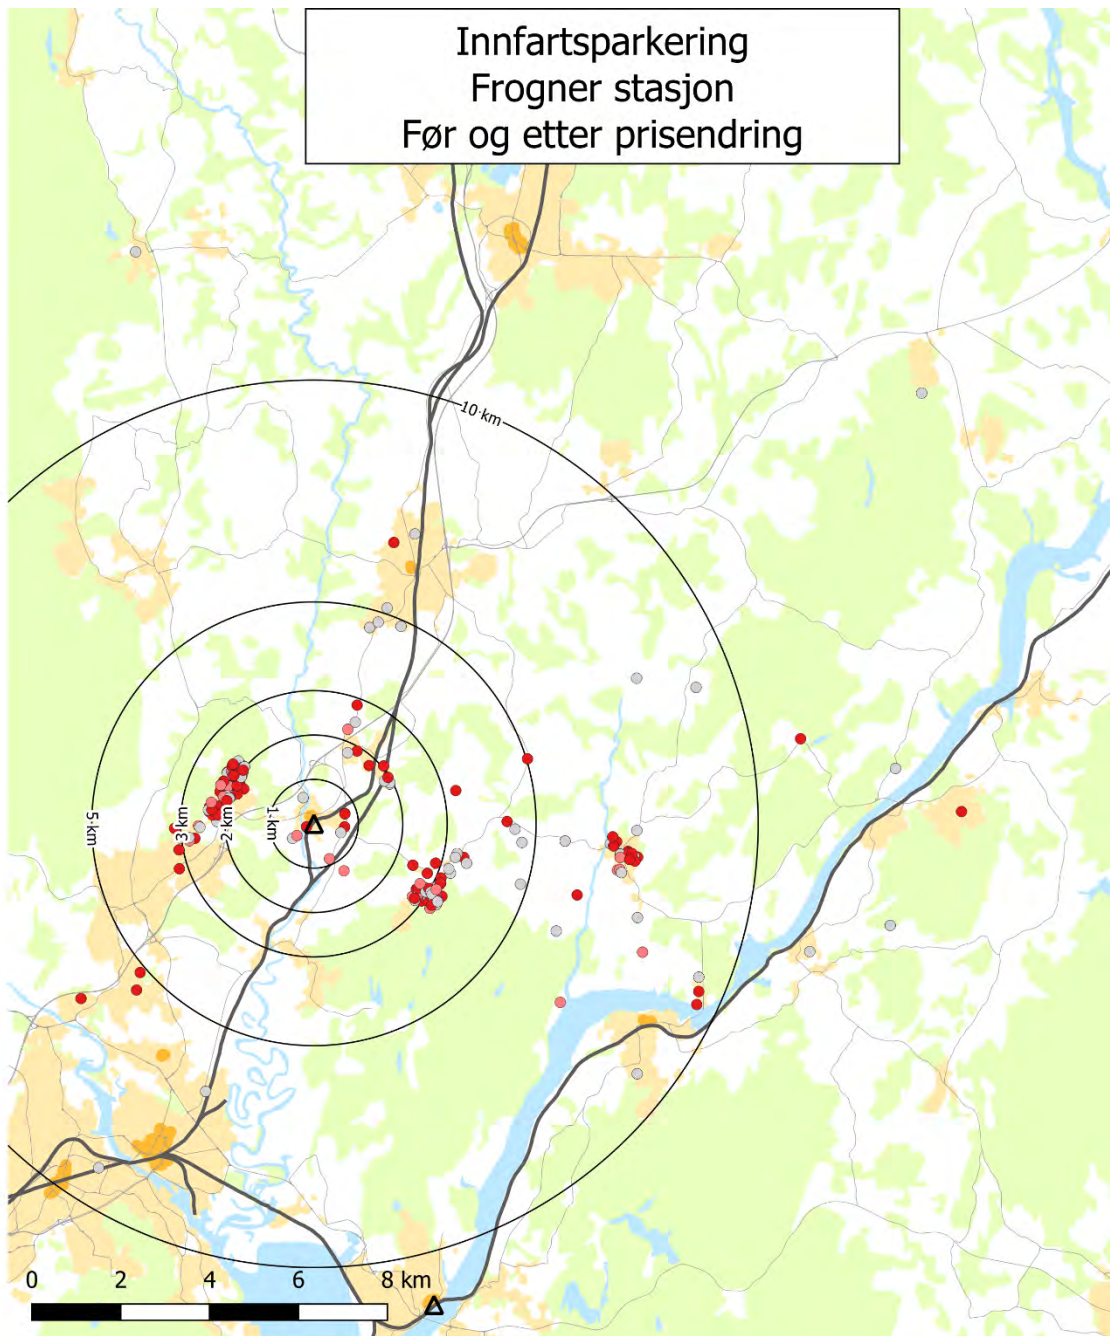 Innfartsparkering
Frogner stasjon
Før og etter prisendring
10 km
5 km
3 km
2 km
1 km
0 2 4 6 8 km